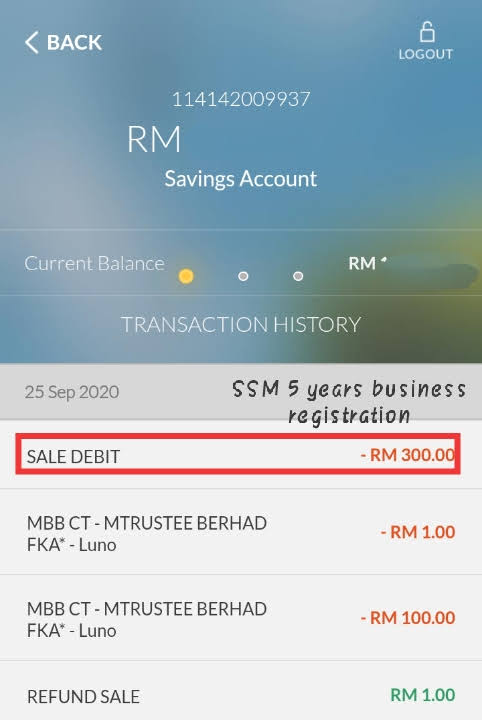 BACK
LOGOUT
114142009937
RM
Savings Account
Current Balance RM
TRANSACTION HISTORY
25 Sep 2020
SSM 5 years business
registration
SALE DEBIT - RM 300.00
MBB CT - MTRUSTEE BERHAD
FKA* - Luno - RM 1.00
MBB CT - MTRUSTEE BERHAD
FKA* - Luno - RM 100.00
REFUND SALE RM 1.00